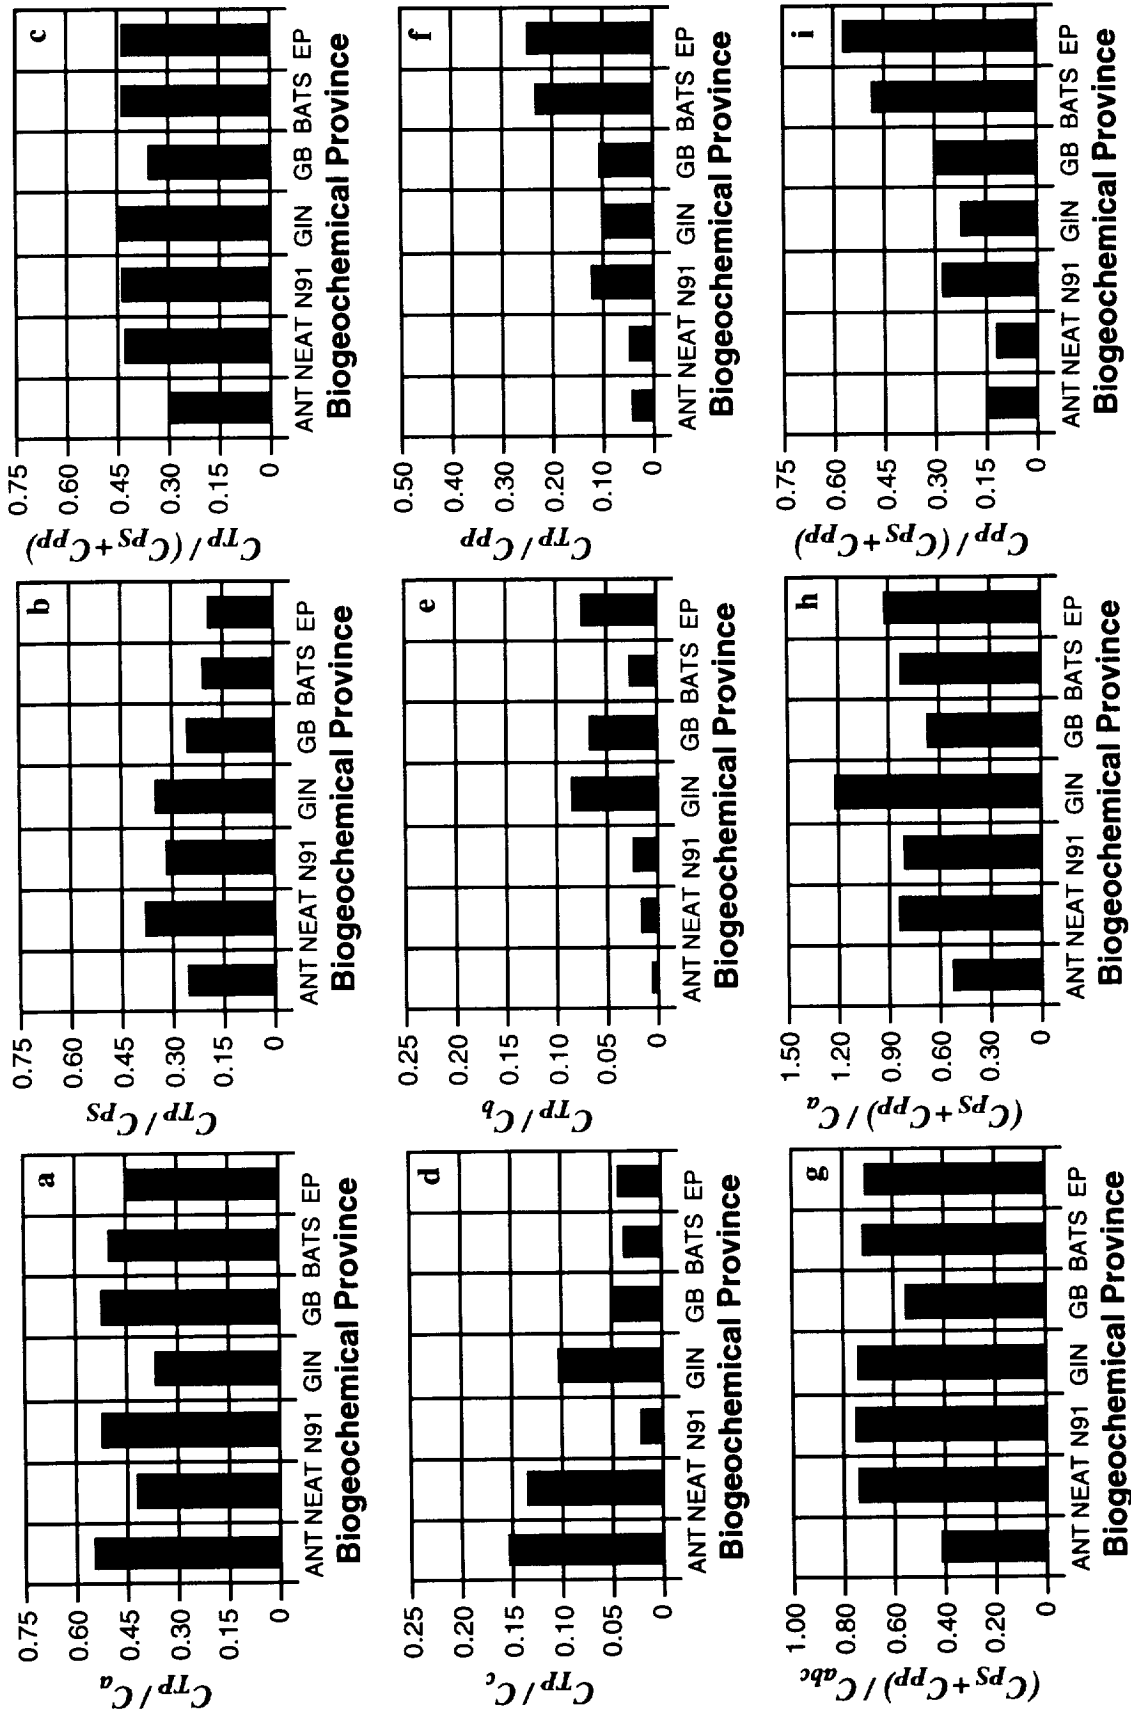 a
C_TP / C_a
0.75
0.60
0.45
0.30
0.15
0
ANT NEAT N91 GIN GB BATS EP
Biogeochemical Province
b
C_TP / C_PS
0.75
0.60
0.45
0.30
0.15
0
ANT NEAT N91 GIN GB BATS EP
Biogeochemical Province
c
C_TP / (C_PS + C_PP)
0.75
0.60
0.45
0.30
0.15
0
ANT NEAT N91 GIN GB BATS EP
Biogeochemical Province
d
C_TP / C_c
0.25
0.20
0.15
0.10
0.05
0
ANT NEAT N91 GIN GB BATS EP
Biogeochemical Province
e
C_TP / C_b
0.25
0.20
0.15
0.10
0.05
0
ANT NEAT N91 GIN GB BATS EP
Biogeochemical Province
f
C_TP / C_PP
0.50
0.40
0.30
0.20
0.10
0
ANT NEAT N91 GIN GB BATS EP
Biogeochemical Province
g
(C_PS + C_PP) / C_abc
1.00
0.80
0.60
0.40
0.20
0
ANT NEAT N91 GIN GB BATS EP
Biogeochemical Province
h
(C_PS + C_PP) / C_a
1.50
1.20
0.90
0.60
0.30
0
ANT NEAT N91 GIN GB BATS EP
Biogeochemical Province
i
C_PP / (C_PS + C_PP)
0.75
0.60
0.45
0.30
0.15
0
ANT NEAT N91 GIN GB BATS EP
Biogeochemical Province